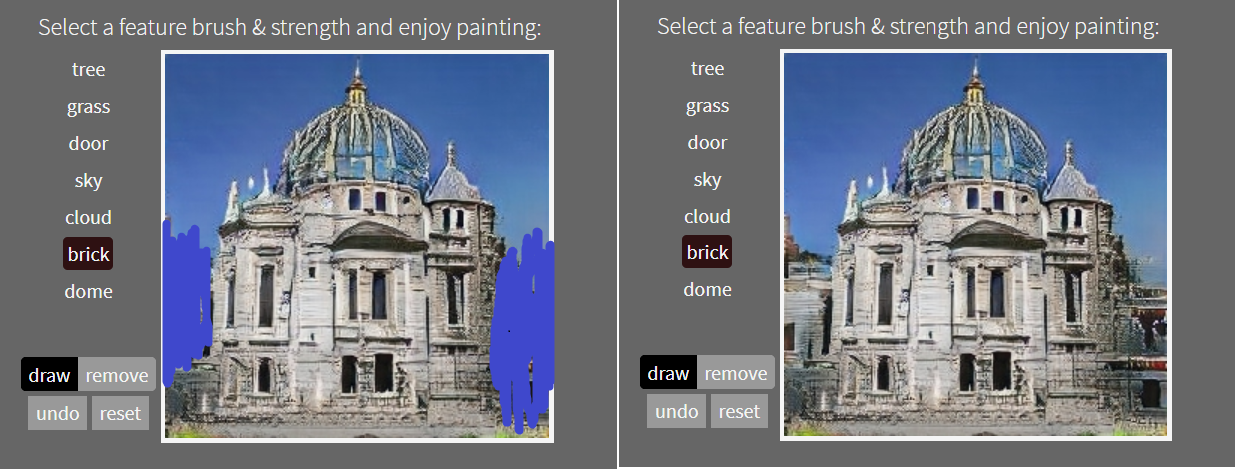 Select a feature brush & strength and enjoy painting:
tree
grass
door
sky
cloud
brick
dome
draw remove
undo reset
Select a feature brush & strength and enjoy painting:
tree
grass
door
sky
cloud
brick
dome
draw remove
undo reset